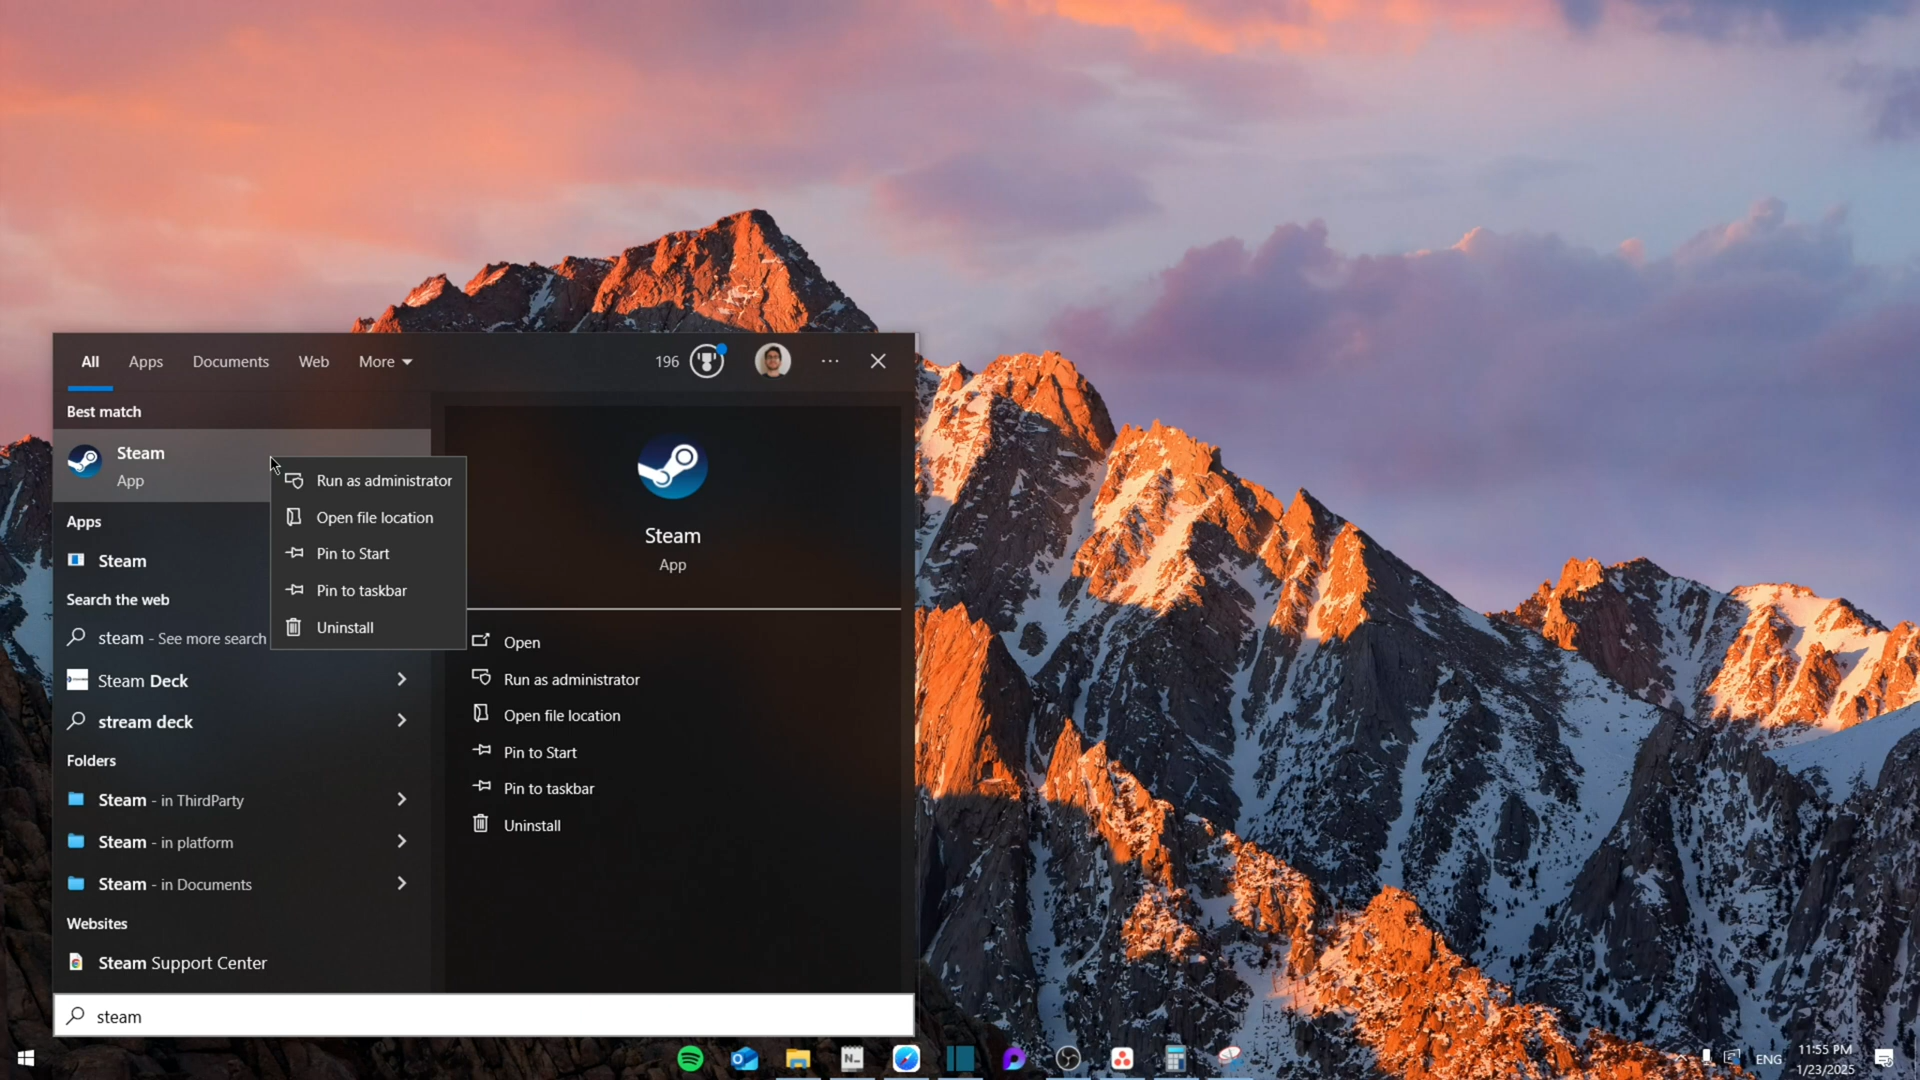 All Apps Documents Web More 196 ···
Best match
Steam
App
Run as administrator
Open file location
Pin to Start
Pin to taskbar
Uninstall
Apps
Steam
Search the web
steam - See more search
Steam Deck
stream deck
Folders
Steam - in ThirdParty
Steam - in platform
Steam - in Documents
Websites
Steam Support Center
Steam
App
Open
Run as administrator
Open file location
Pin to Start
Pin to taskbar
Uninstall
steam
N_
ENG
11:55 PM
1/23/2025